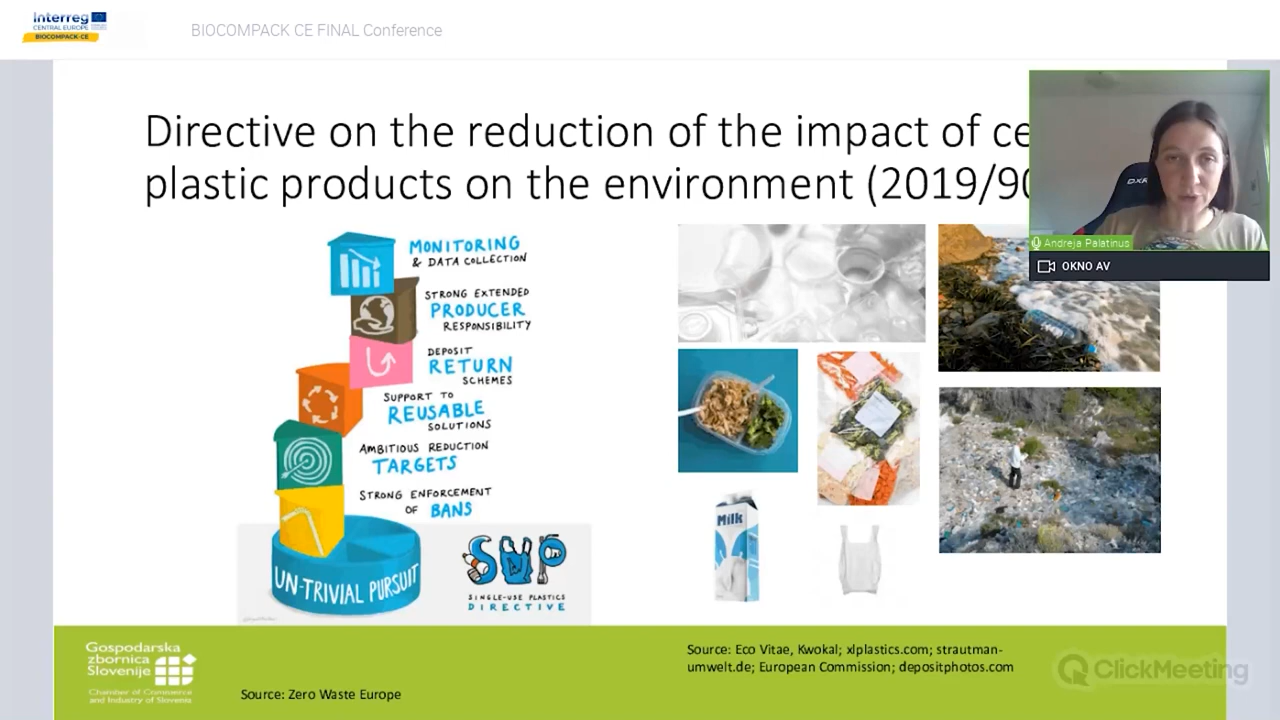 Interreg
CENTRAL EUROPE
BIOCOMPACK-CE
BIOCOMPACK CE FINAL Conference
Directive on the reduction of the impact of ce
plastic products on the environment (2019/90
Andreja Palatinus
OKNO AV
MONITORING
& DATA COLLECTION
STRONG EXTENDED
PRODUCER
RESPONSIBILITY
DEPOSIT
RETURN
SCHEMES
SUPPORT TO
REUSABLE
SOLUTIONS
AMBITIOUS REDUCTION
TARGETS
STRONG ENFORCEMENT
OF BANS
UN-TRIVIAL PURSUIT
SUP
SINGLE-USE PLASTICS
DIRECTIVE
Milk
Gospodarska
zbornica
Slovenije
Chamber of Commerce
and Industry of Slovenia
Source: Zero Waste Europe
Source: Eco Vitae, Kwokal; xlplastics.com; strautman-
umwelt.de; European Commission; depositphotos.com
ClickMeeting